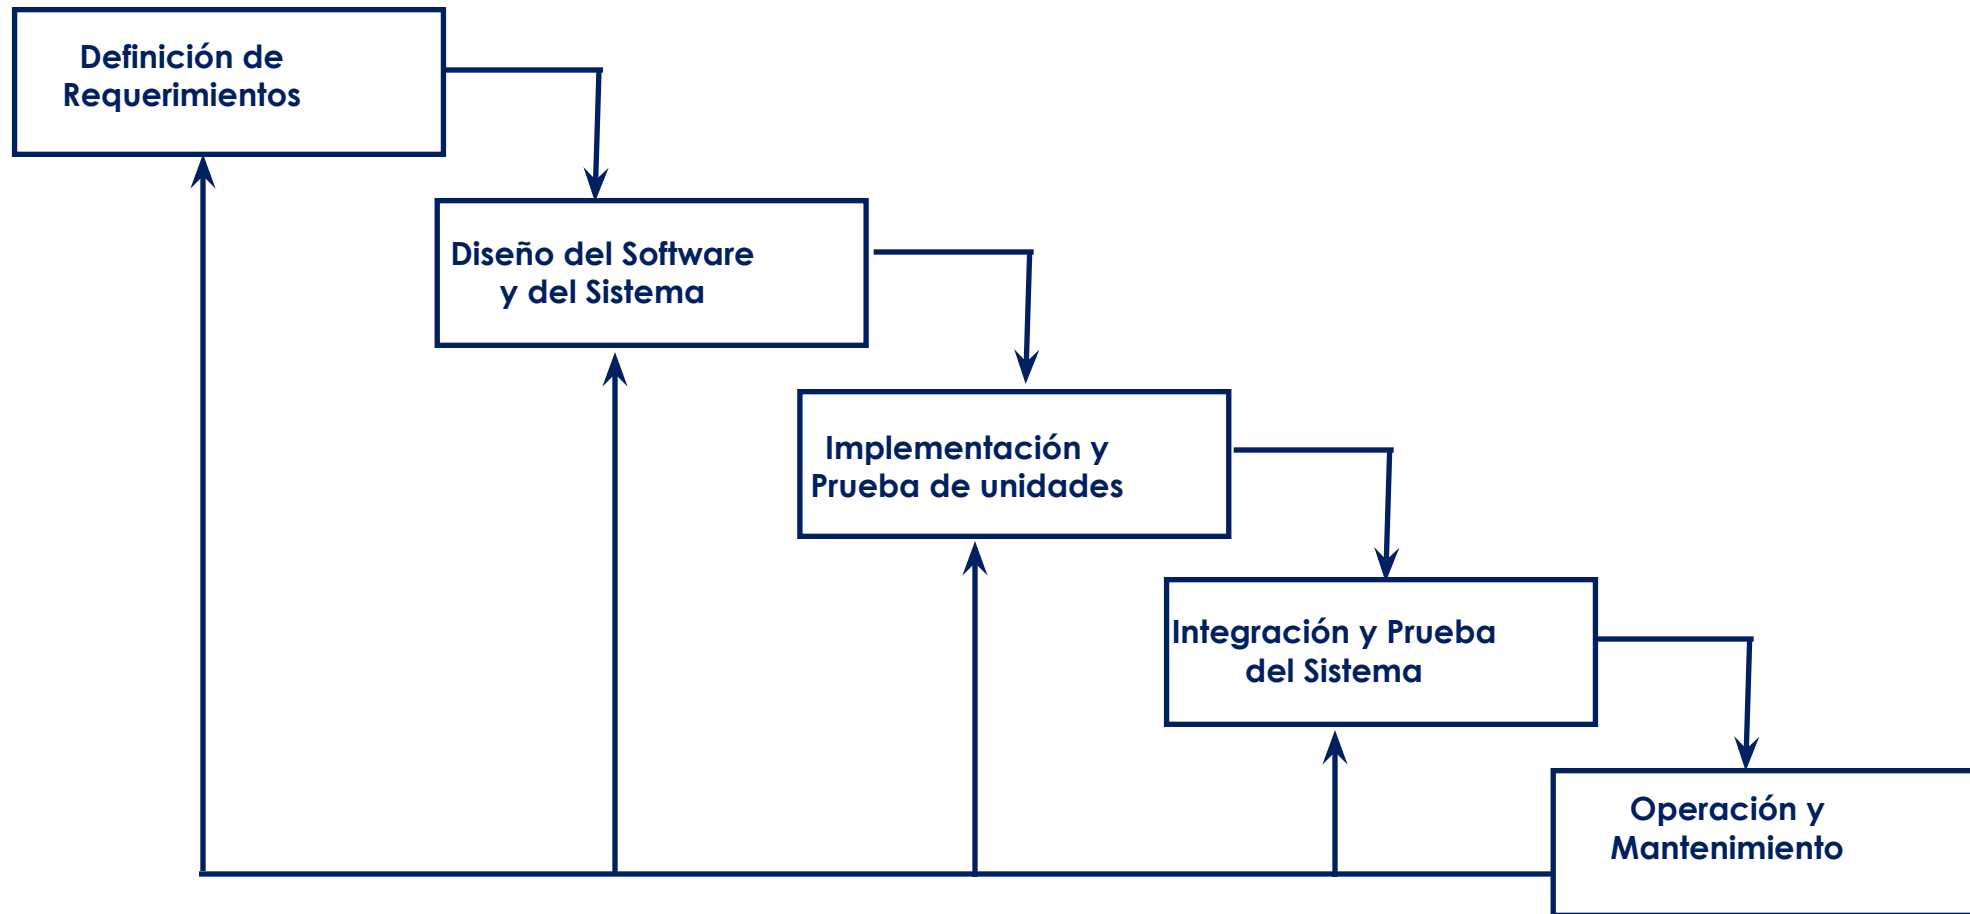 Definición de
Requerimientos
Diseño del Software
y del Sistema
Implementación y
Prueba de unidades
Integración y Prueba
del Sistema
Operación y
Mantenimiento